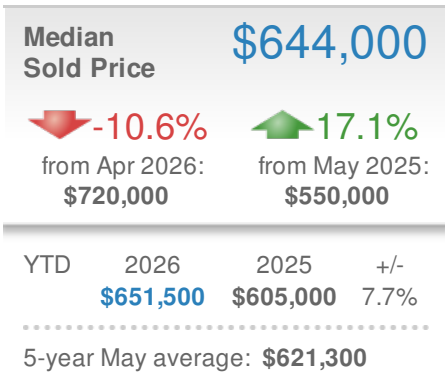 Median
Sold Price
$644,000
-10.6%
from Apr 2026:
$720,000
17.1%
from May 2025:
$550,000
YTD 2026 2025 +/-
$651,500 $605,000 7.7%
5-year May average: $621,300